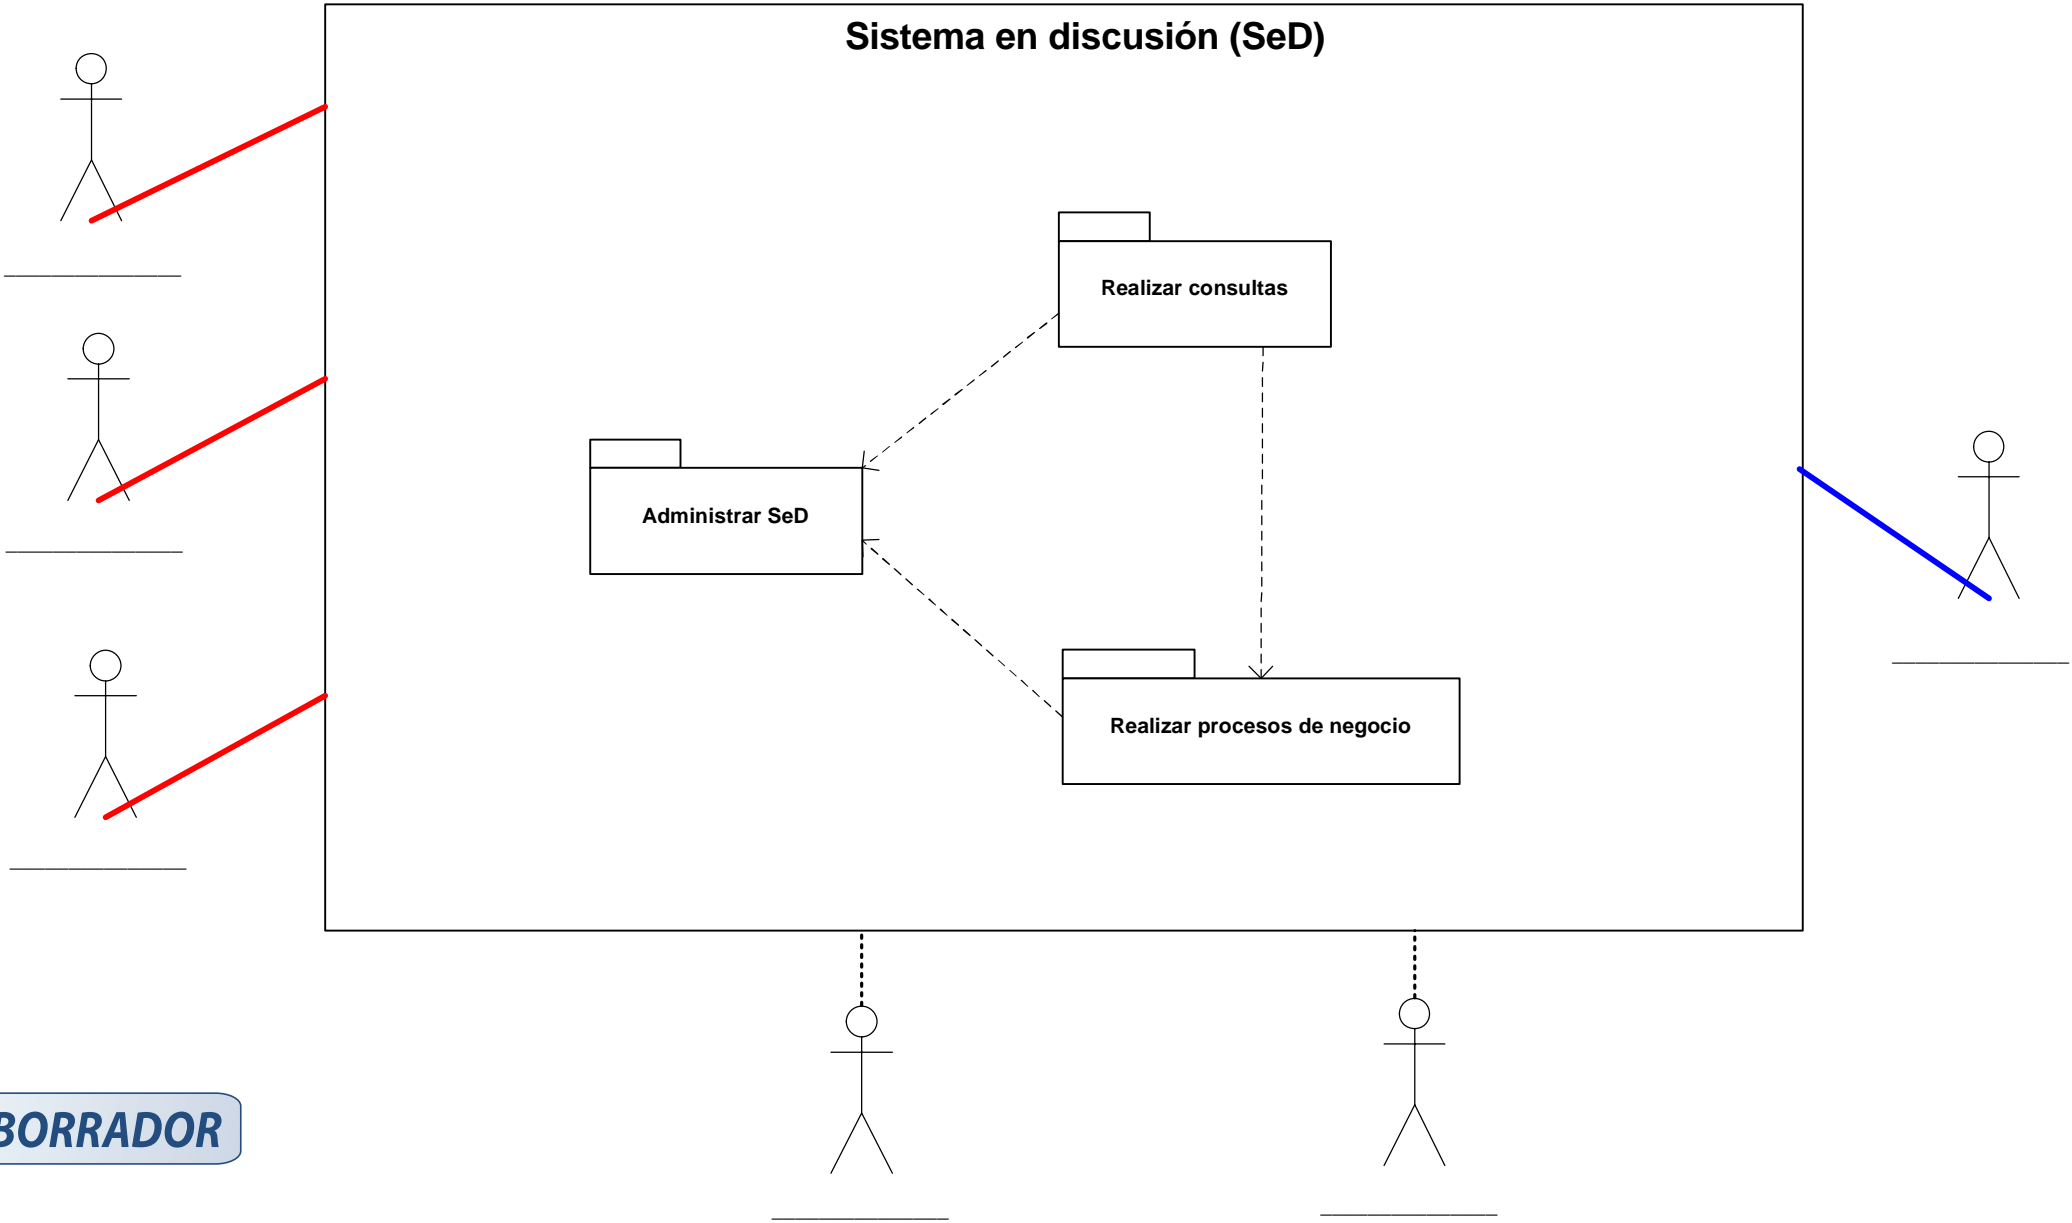 Sistema en discusión (SeD)
Realizar consultas
Administrar SeD
Realizar procesos de negocio
BORRADOR